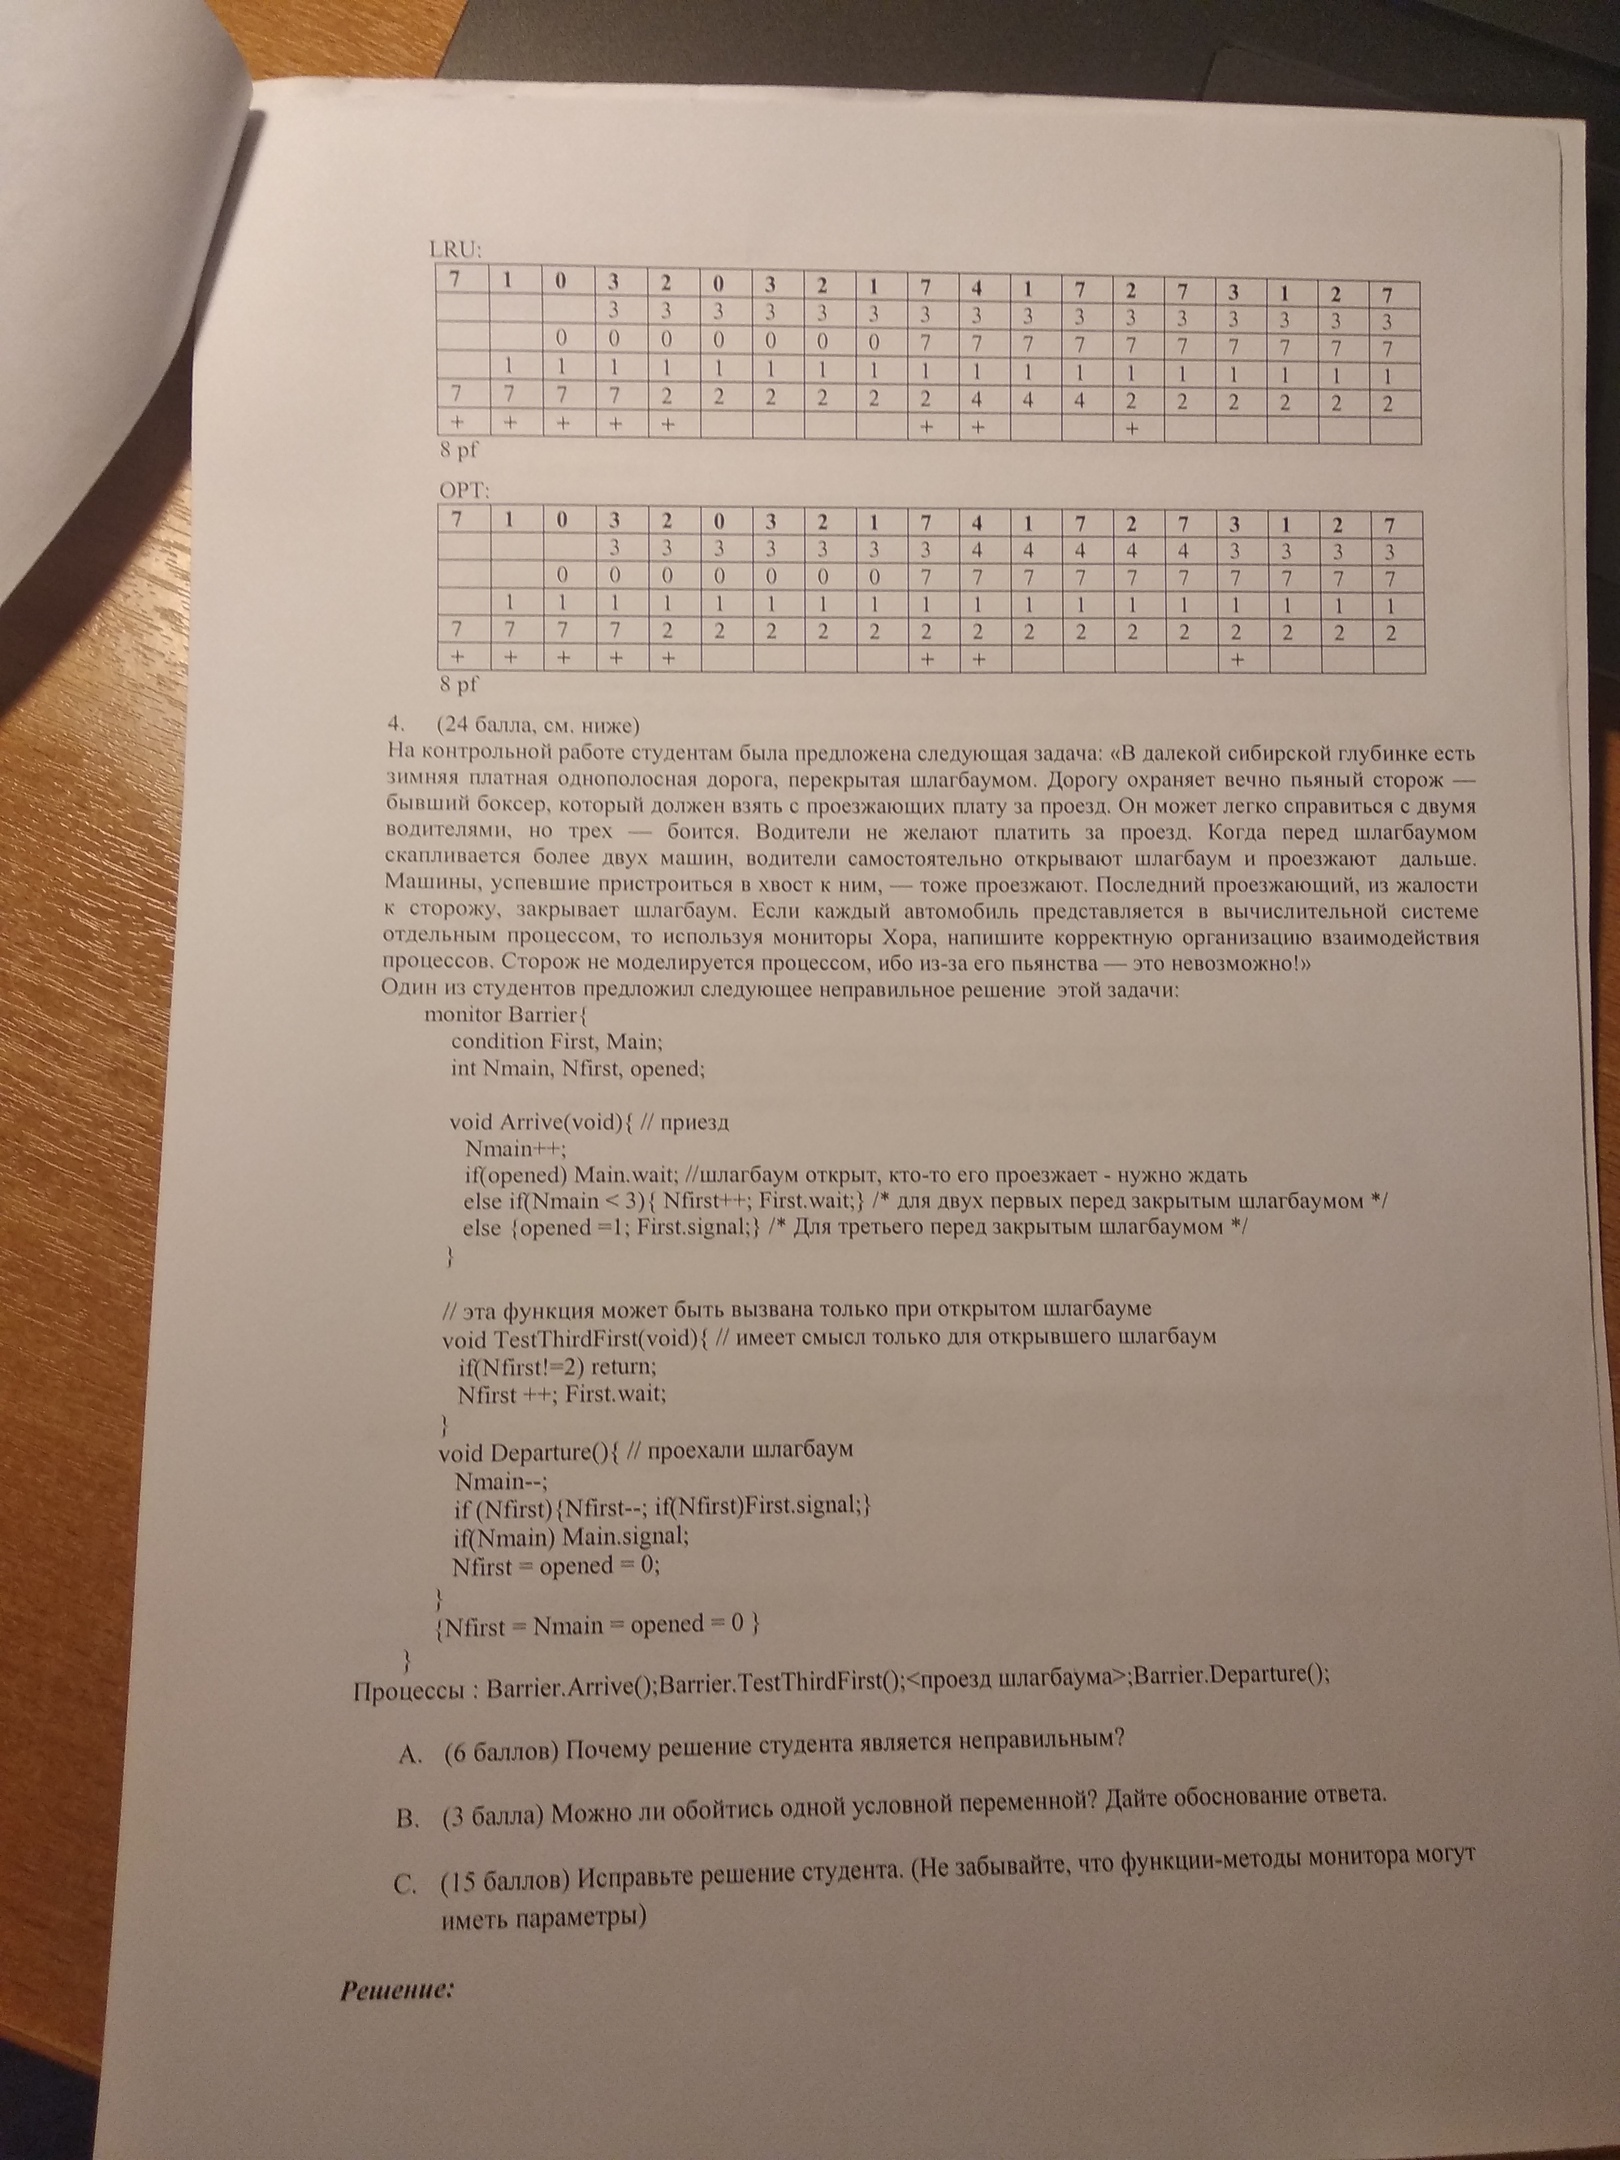 LRU:
7 1 0 3 2 0 3 2 1 7 4 1 7 2 7 3 1 2 7
3 3 3 3 3 3 3 3 3 3 3 3 3 3 3 3
0 0 0 0 0 0 0 7 7 7 7 7 7 7 7 7 7
1 1 1 1 1 1 1 1 1 1 1 1 1 1 1 1 1 1
7 7 7 7 2 2 2 2 2 2 4 4 4 2 2 2 2 2 2
+ + + + + + + +
8 pf
OPT:
7 1 0 3 2 0 3 2 1 7 4 1 7 2 7 3 1 2 7
3 3 3 3 3 3 3 4 4 4 4 4 3 3 3 3
0 0 0 0 0 0 0 7 7 7 7 7 7 7 7 7 7
1 1 1 1 1 1 1 1 1 1 1 1 1 1 1 1 1 1
7 7 7 7 2 2 2 2 2 2 2 2 2 2 2 2 2 2 2
+ + + + + + + +
8 pf
4. (24 балла, см. ниже)
На контрольной работе студентам была предложена следующая задача: «В далекой сибирской глубинке есть
зимняя платная однополосная дорога, перекрытая шлагбаумом. Дорогу охраняет вечно пьяный сторож —
бывший боксер, который должен взять с проезжающих плату за проезд. Он может легко справиться с двумя
водителями, но трех — боится. Водители не желают платить за проезд. Когда перед шлагбаумом
скапливается более двух машин, водители самостоятельно открывают шлагбаум и проезжают дальше.
Машины, успевшие пристроиться в хвост к ним, — тоже проезжают. Последний проезжающий, из жалости
к сторожу, закрывает шлагбаум. Если каждый автомобиль представляется в вычислительной системе
отдельным процессом, то используя мониторы Хора, напишите корректную организацию взаимодействия
процессов. Сторож не моделируется процессом, ибо из-за его пьянства — это невозможно!»
Один из студентов предложил следующее неправильное решение этой задачи:
monitor Barrier{
condition First, Main;
int Nmain, Nfirst, opened;
void Arrive(void){ // приезд
Nmain++;
if(opened) Main.wait; //шлагбаум открыт, кто-то его проезжает - нужно ждать
else if(Nmain < 3){ Nfirst++; First.wait;} /* для двух первых перед закрытым шлагбаумом */
else {opened =1; First.signal;} /* Для третьего перед закрытым шлагбаумом */
}
// эта функция может быть вызвана только при открытом шлагбауме
void TestThirdFirst(void){ // имеет смысл только для открывшего шлагбаум
if(Nfirst!=2) return;
Nfirst ++; First.wait;
}
void Departure(){ // проехали шлагбаум
Nmain--;
if (Nfirst){Nfirst--; if(Nfirst)First.signal;}
if(Nmain) Main.signal;
Nfirst = opened = 0;
}
{Nfirst = Nmain = opened = 0 }
}
Процессы : Barrier.Arrive();Barrier.TestThirdFirst();<проезд шлагбаума>;Barrier.Departure();
A. (6 баллов) Почему решение студента является неправильным?
B. (3 балла) Можно ли обойтись одной условной переменной? Дайте обоснование ответа.
C. (15 баллов) Исправьте решение студента. (Не забывайте, что функции-методы монитора могут
иметь параметры)
Решение: